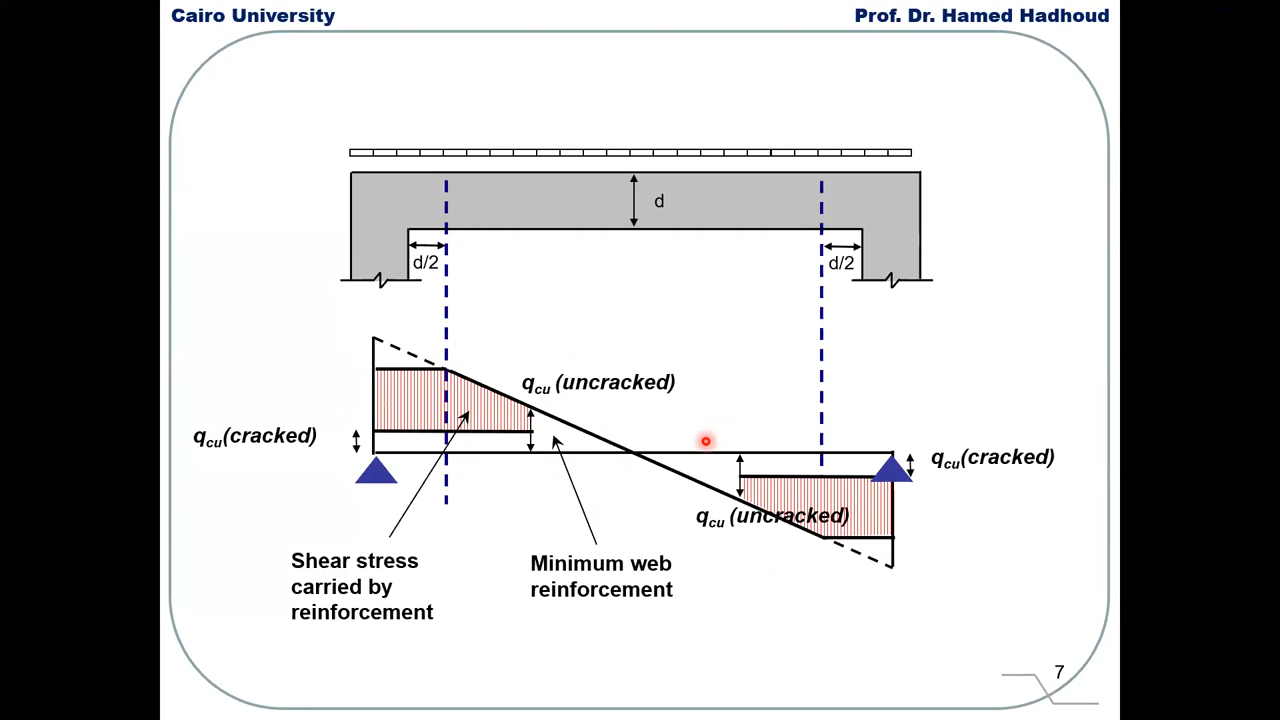 Cairo University
Prof. Dr. Hamed Hadhoud
d
d/2
d/2
qcu (uncracked)
qcu(cracked)
qcu(cracked)
qcu (uncracked)
Shear stress
carried by
reinforcement
Minimum web
reinforcement
7